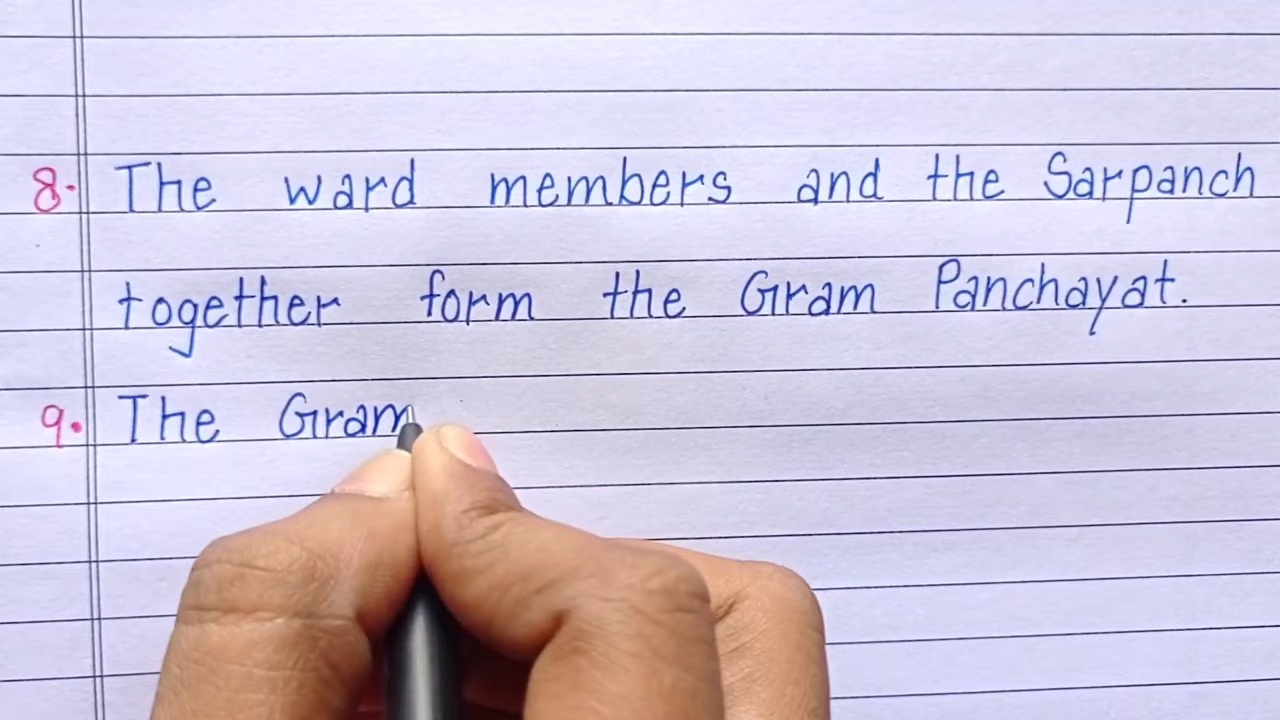 8. The ward members and the Sarpanch
together form the Gram Panchayat.
9. The Gram